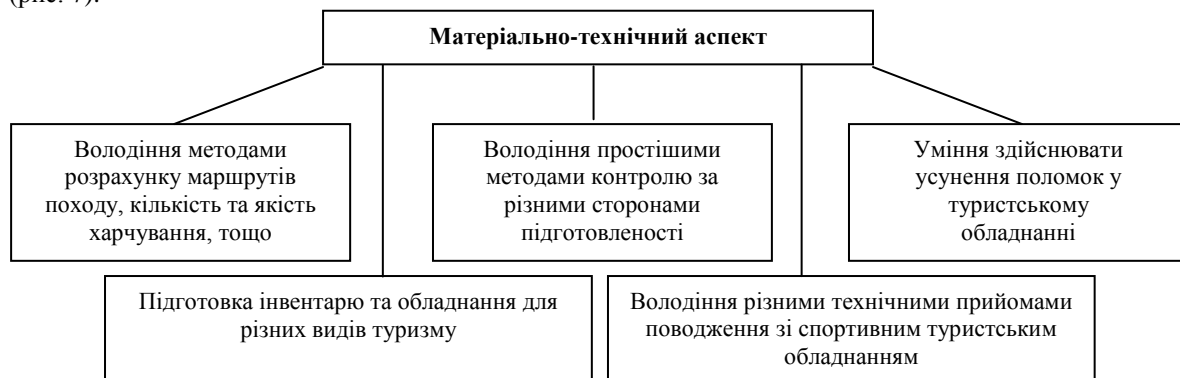 (рис. 7).
Матеріально-технічний аспект
Володіння методами
розрахунку маршрутів
походу, кількість та якість
харчування, тощо
Володіння простішими
методами контролю за
різними сторонами
підготовленості
Уміння здійснювати
усунення поломок у
туристському
обладнанні
Підготовка інвентарю та обладнання для
різних видів туризму
Володіння різними технічними прийомами
поводження зі спортивним туристським
обладнанням